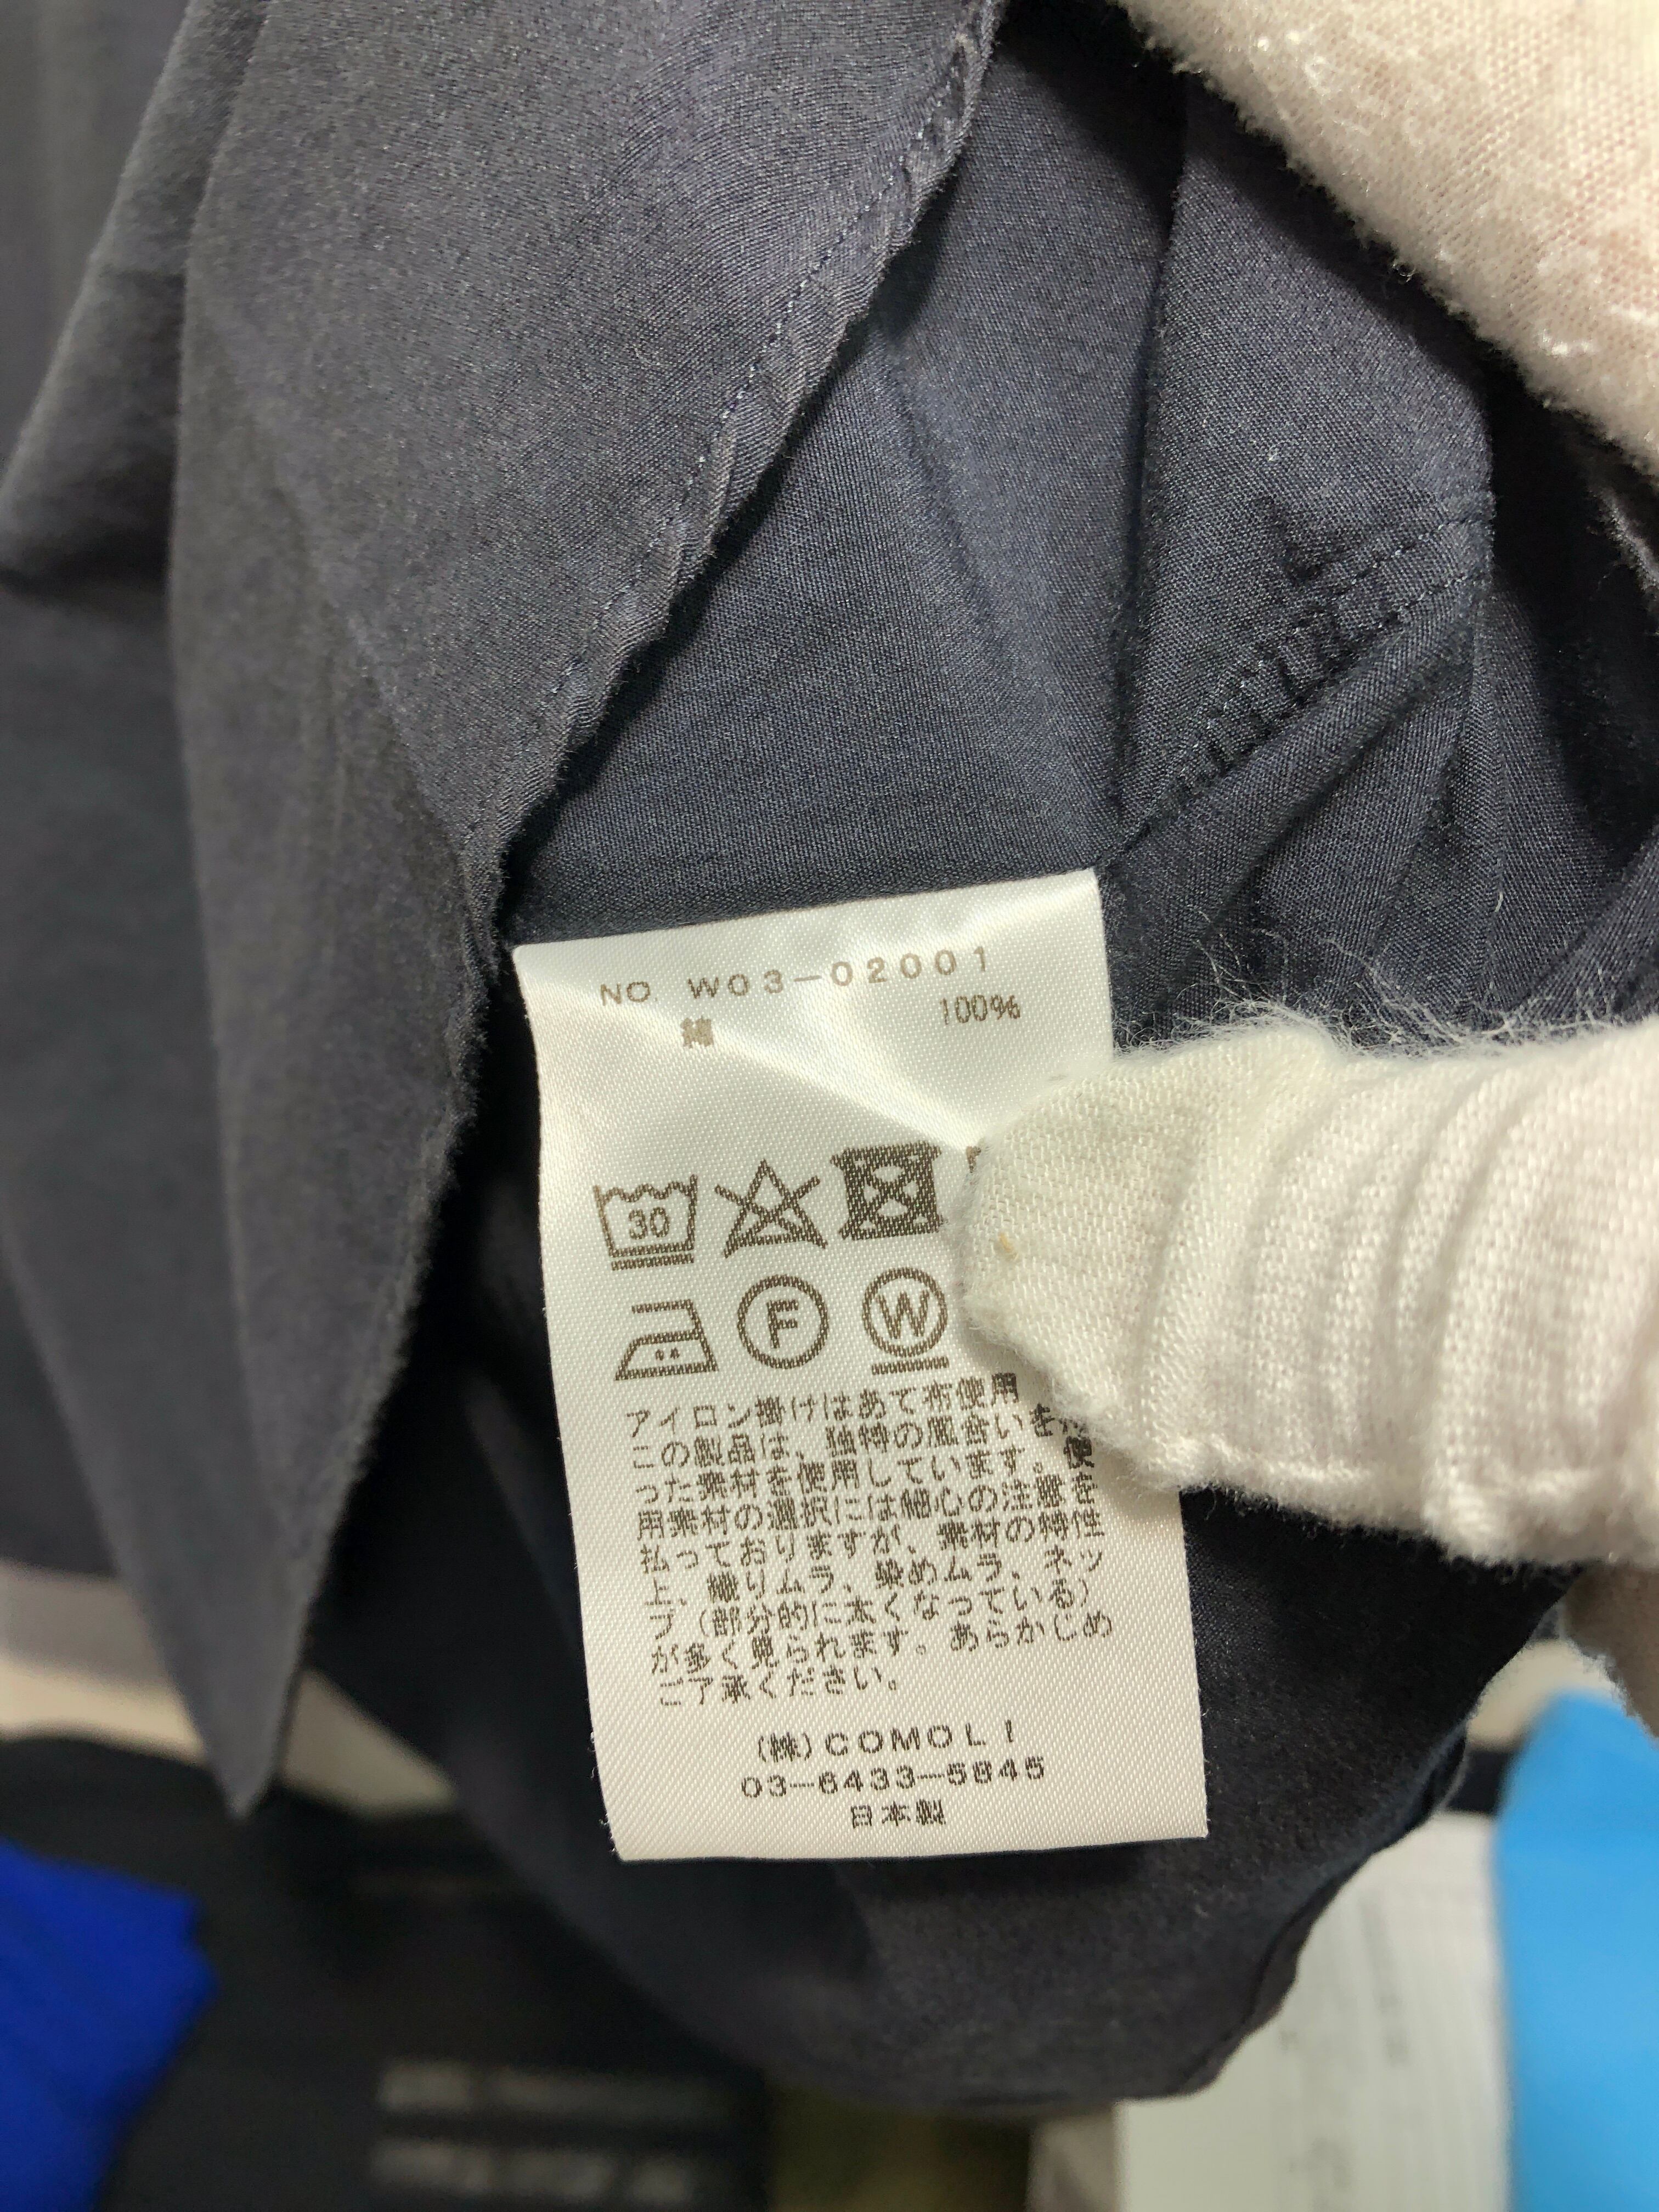 NO. W03-02001
綿 100%
30
F W
アイロン掛けはあて布使用
この製品は、独特の風合いを
った素材を使用しています。使
用素材の選択には細心の注意を
払っておりますが、素材の特性
上、織りムラ、染めムラ、ネッ
プ(部分的に太くなっている)
が多く見られます。あらかじめ
ご了承ください。
(株)COMOLI
03-6433-5845
日本製